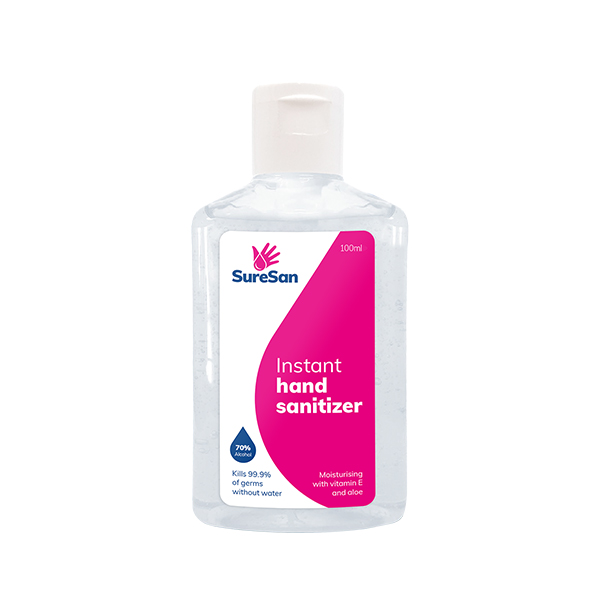 100ml
SureSan
Instant
hand
sanitizer
70%
Alcohol
Kills 99.9%
of germs
without water
Moisturising
with vitamin E
and aloe